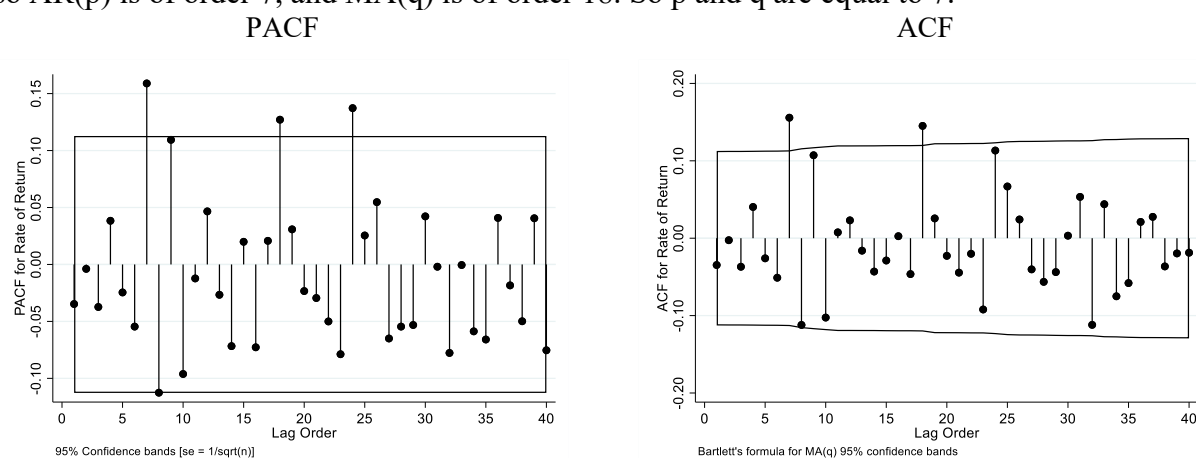 so AR(p) is of order 7, and MA(q) is of order 18. So p and q are equal to 7.
PACF
ACF
PACF for Rate of Return
0.15
0.10
0.05
0.00
-0.05
-0.10
0 5 10 15 20 25 30 35 40
Lag Order
95% Confidence bands [se = 1/sqrt(n)]
ACF for Rate of Return
0.20
0.10
0.00
-0.10
-0.20
0 5 10 15 20 25 30 35 40
Lag Order
Bartlett's formula for MA(q) 95% confidence bands